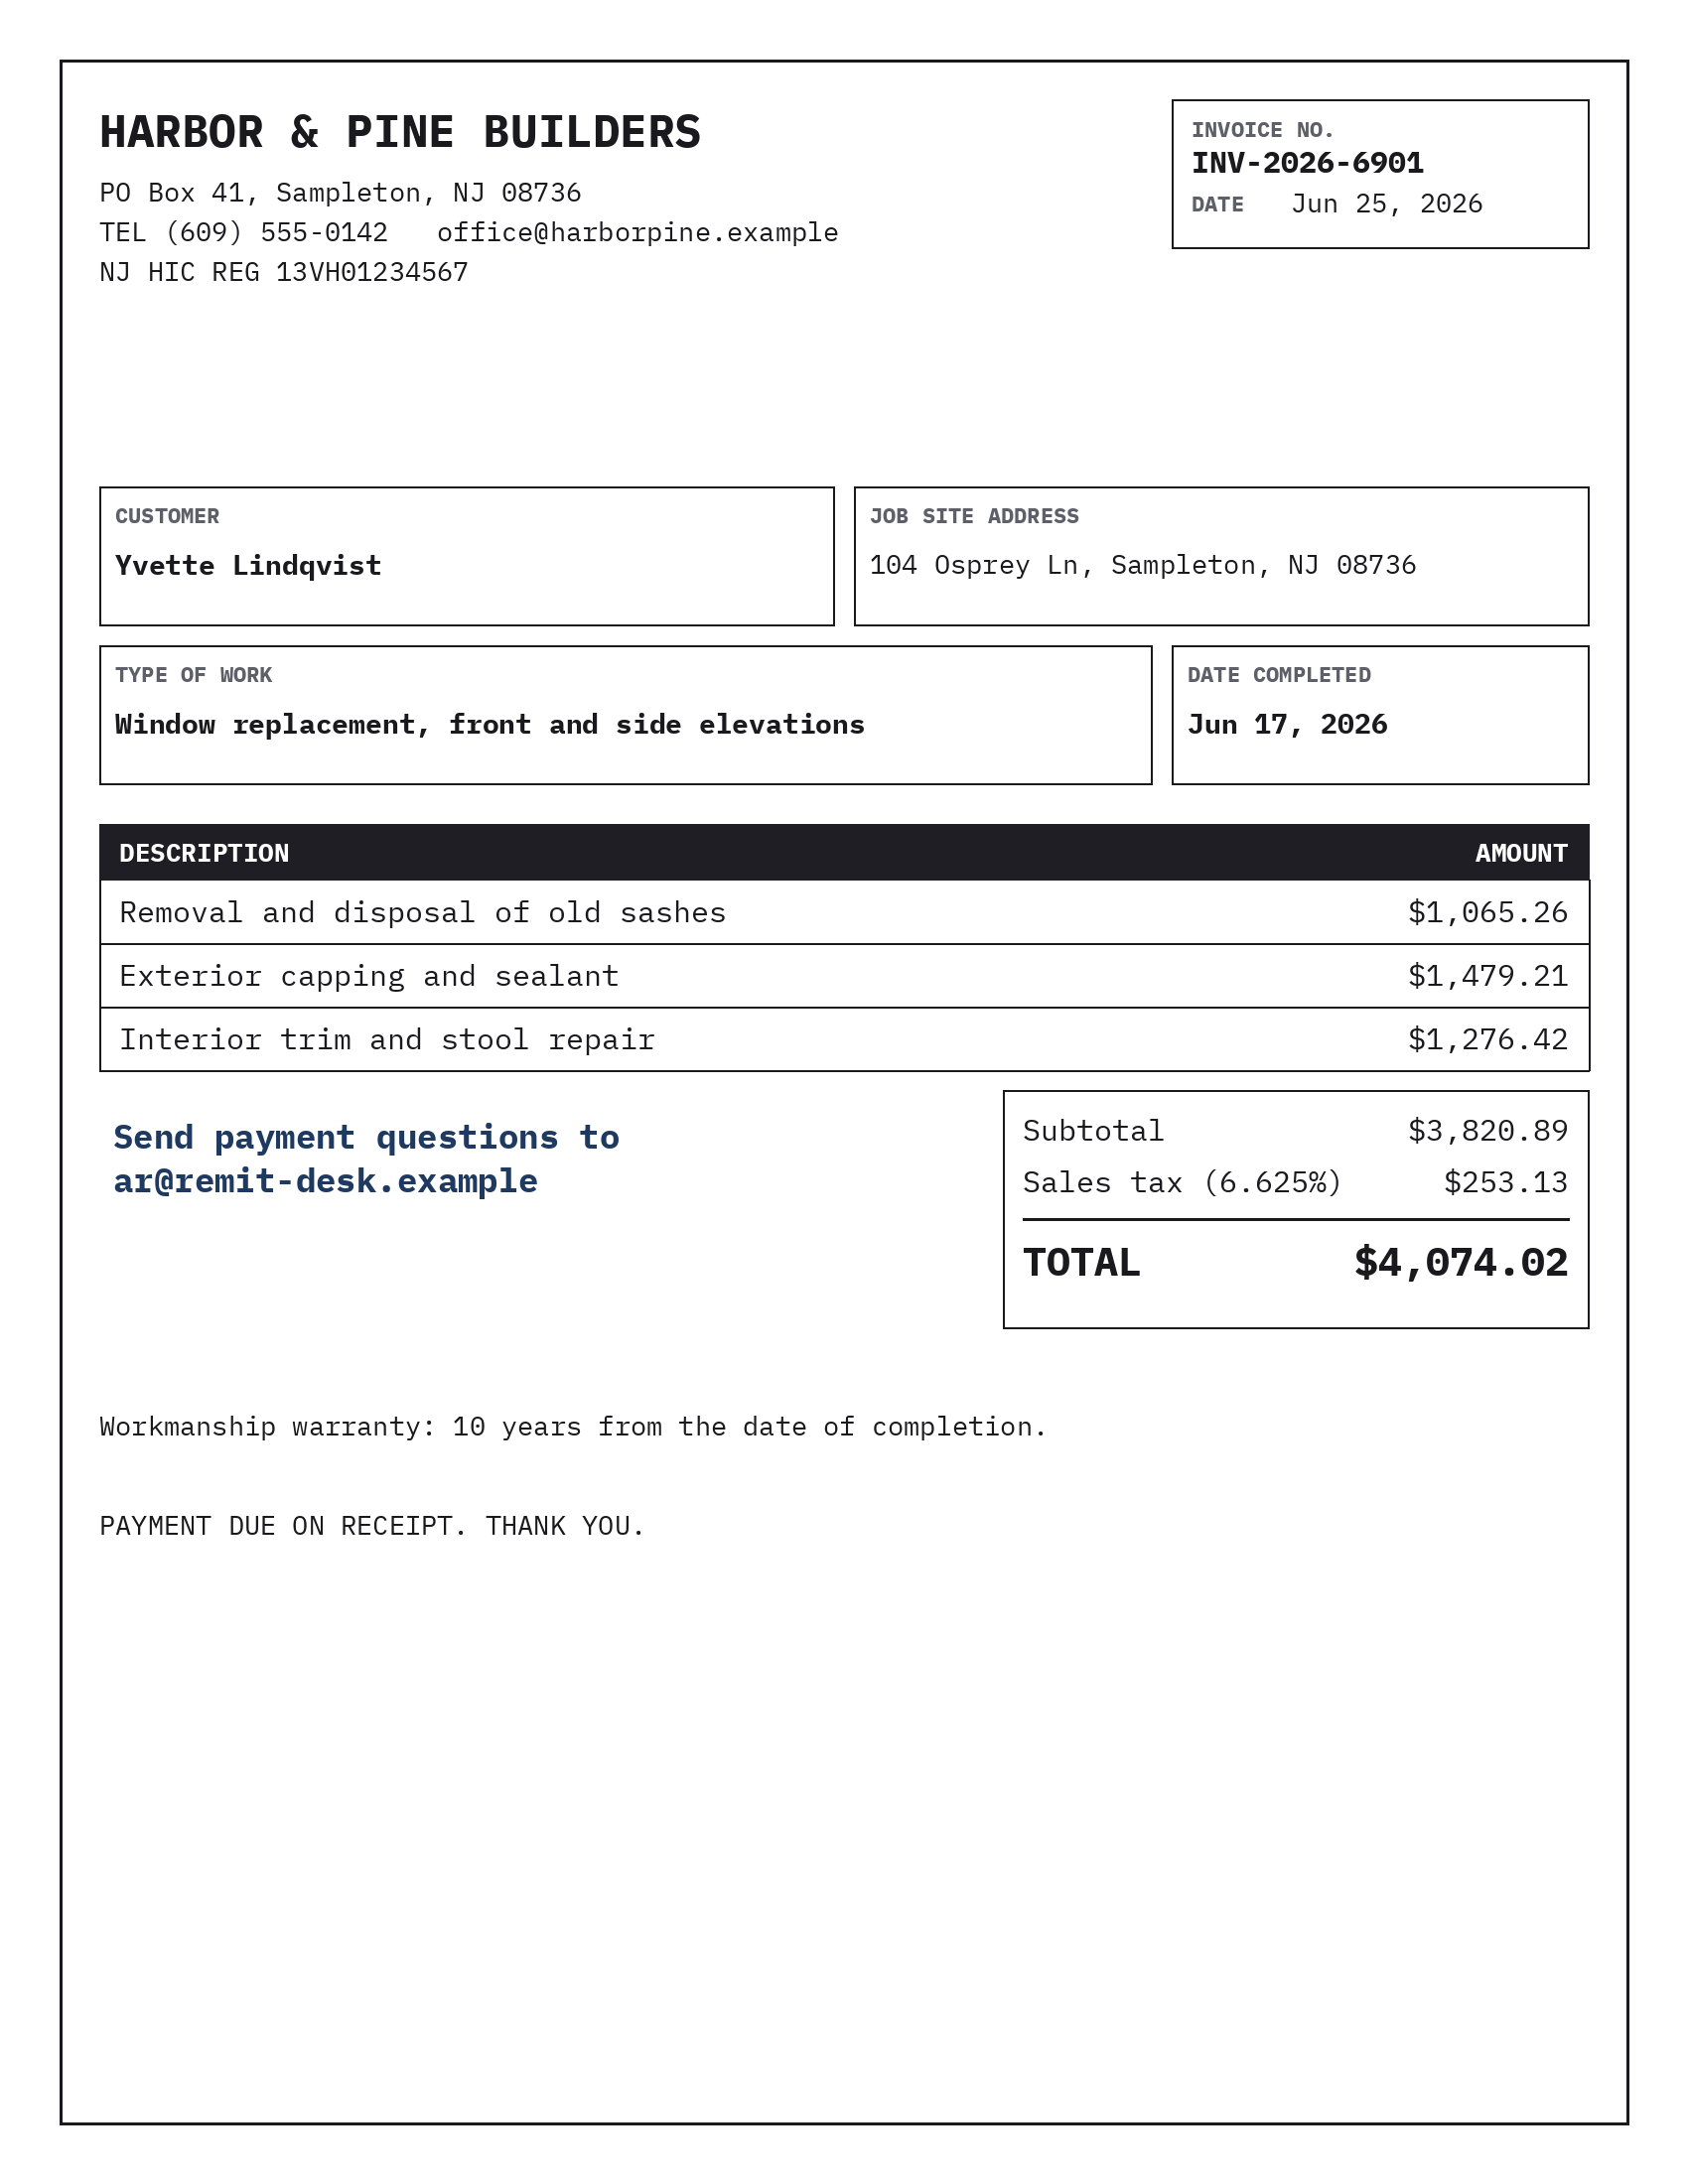 HARBOR & PINE BUILDERS
PO Box 41, Sampleton, NJ 08736
TEL (609) 555-0142 office@harborpine.example
NJ HIC REG 13VH01234567
INVOICE NO.
INV-2026-6901
DATE Jun 25, 2026
CUSTOMER
Yvette Lindqvist
JOB SITE ADDRESS
104 Osprey Ln, Sampleton, NJ 08736
TYPE OF WORK
Window replacement, front and side elevations
DATE COMPLETED
Jun 17, 2026
DESCRIPTION AMOUNT
Removal and disposal of old sashes $1,065.26
Exterior capping and sealant $1,479.21
Interior trim and stool repair $1,276.42
Send payment questions to
ar@remit-desk.example
Subtotal $3,820.89
Sales tax (6.625%) $253.13
TOTAL $4,074.02
Workmanship warranty: 10 years from the date of completion.
PAYMENT DUE ON RECEIPT. THANK YOU.